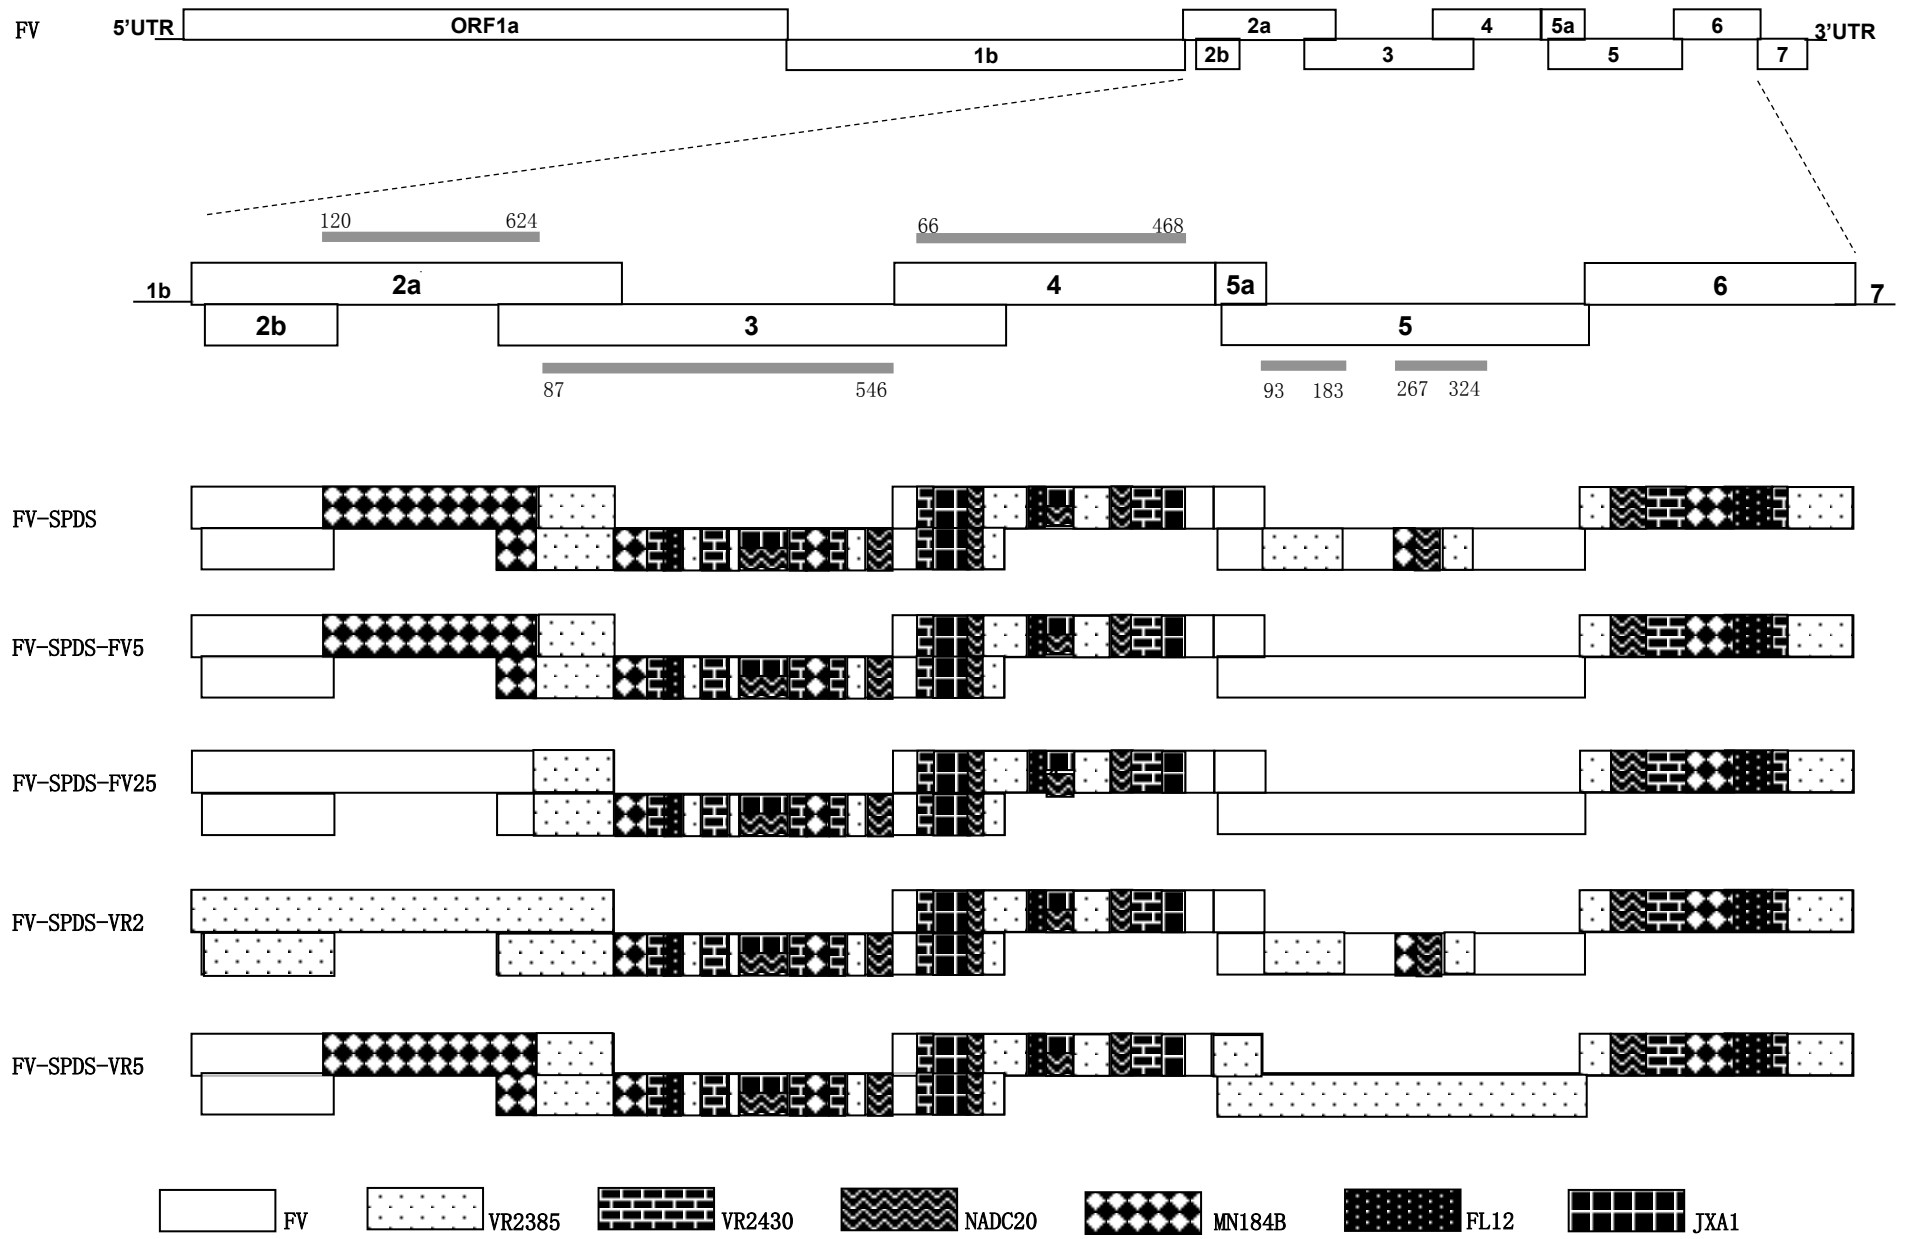 FV 5'UTR ORF1a 2a 4 5a 6 3'UTR
1b 2b 3 5 7
120 624 66 468
1b 2a 4 5a 6 7
2b 3 5
87 546 93 183 267 324
FV-SPDS
FV-SPDS-FV5
FV-SPDS-FV25
FV-SPDS-VR2
FV-SPDS-VR5
FV VR2385 VR2430 NADC20 MN184B FL12 JXA1